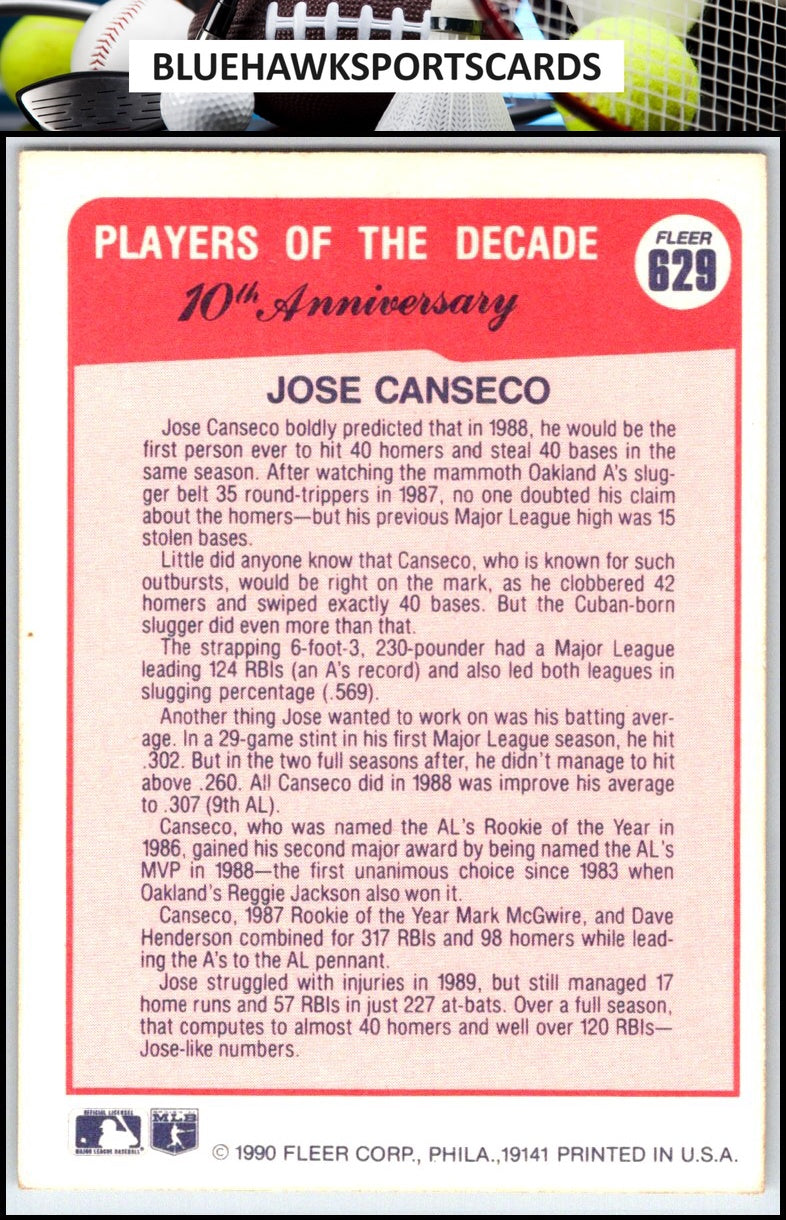 BLUEHAWKSPORTSCARDS
PLAYERS OF THE DECADE
FLEER
629
10th Anniversary
JOSE CANSECO
Jose Canseco boldly predicted that in 1988, he would be the
first person ever to hit 40 homers and steal 40 bases in the
same season. After watching the mammoth Oakland A's slug-
ger belt 35 round-trippers in 1987, no one doubted his claim
about the homers—but his previous Major League high was 15
stolen bases.
Little did anyone know that Canseco, who is known for such
outbursts, would be right on the mark, as he clobbered 42
homers and swiped exactly 40 bases. But the Cuban-born
slugger did even more than that.
The strapping 6-foot-3, 230-pounder had a Major League
leading 124 RBIs (an A's record) and also led both leagues in
slugging percentage (.569).
Another thing Jose wanted to work on was his batting aver-
age. In a 29-game stint in his first Major League season, he hit
.302. But in the two full seasons after, he didn't manage to hit
above .260. All Canseco did in 1988 was improve his average
to .307 (9th AL).
Canseco, who was named the AL's Rookie of the Year in
1986, gained his second major award by being named the AL's
MVP in 1988—the first unanimous choice since 1983 when
Oakland's Reggie Jackson also won it.
Canseco, 1987 Rookie of the Year Mark McGwire, and Dave
Henderson combined for 317 RBIs and 98 homers while lead-
ing the A's to the AL pennant.
Jose struggled with injuries in 1989, but still managed 17
home runs and 57 RBIs in just 227 at-bats. Over a full season,
that computes to almost 40 homers and well over 120 RBIs—
Jose-like numbers.
OFFICIAL LICENSEE
MAJOR LEAGUE BASEBALL
MLB
© 1990 FLEER CORP., PHILA.,19141 PRINTED IN U.S.A.